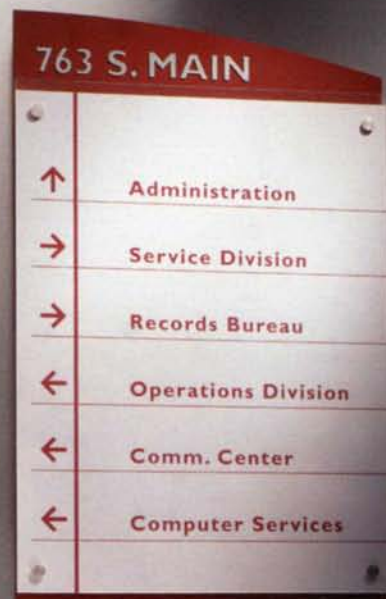 763 S. MAIN
↑ Administration
→ Service Division
→ Records Bureau
← Operations Division
← Comm. Center
← Computer Services